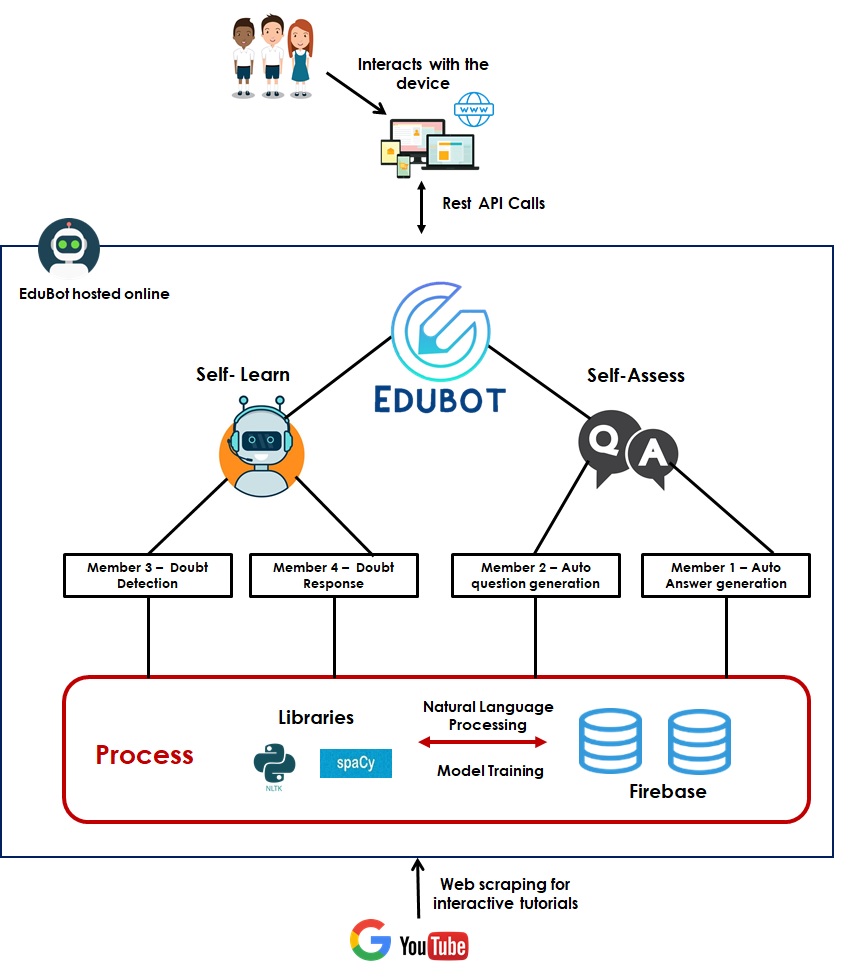 Interacts with the
device
WWW
Rest API Calls
EduBot hosted online
EDUBOT
Self- Learn
Self-Assess
Q A
Member 3 – Doubt
Detection
Member 4 – Doubt
Response
Member 2 – Auto
question generation
Member 1 – Auto
Answer generation
Process
Libraries
NLTK
spaCy
Natural Language
Processing
Model Training
Firebase
Web scraping for
interactive tutorials
G YouTube